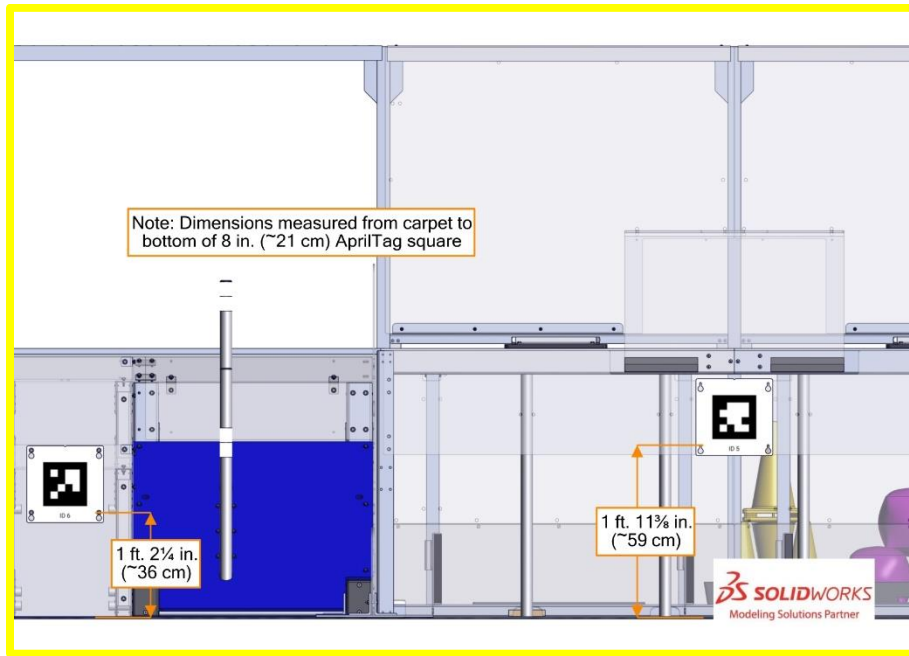 Note: Dimensions measured from carpet to
bottom of 8 in. (~21 cm) AprilTag square
ID 6
ID 5
1 ft. 2¼ in.
(~36 cm)
1 ft. 11⅜ in.
(~59 cm)
SOLIDWORKS
Modeling Solutions Partner